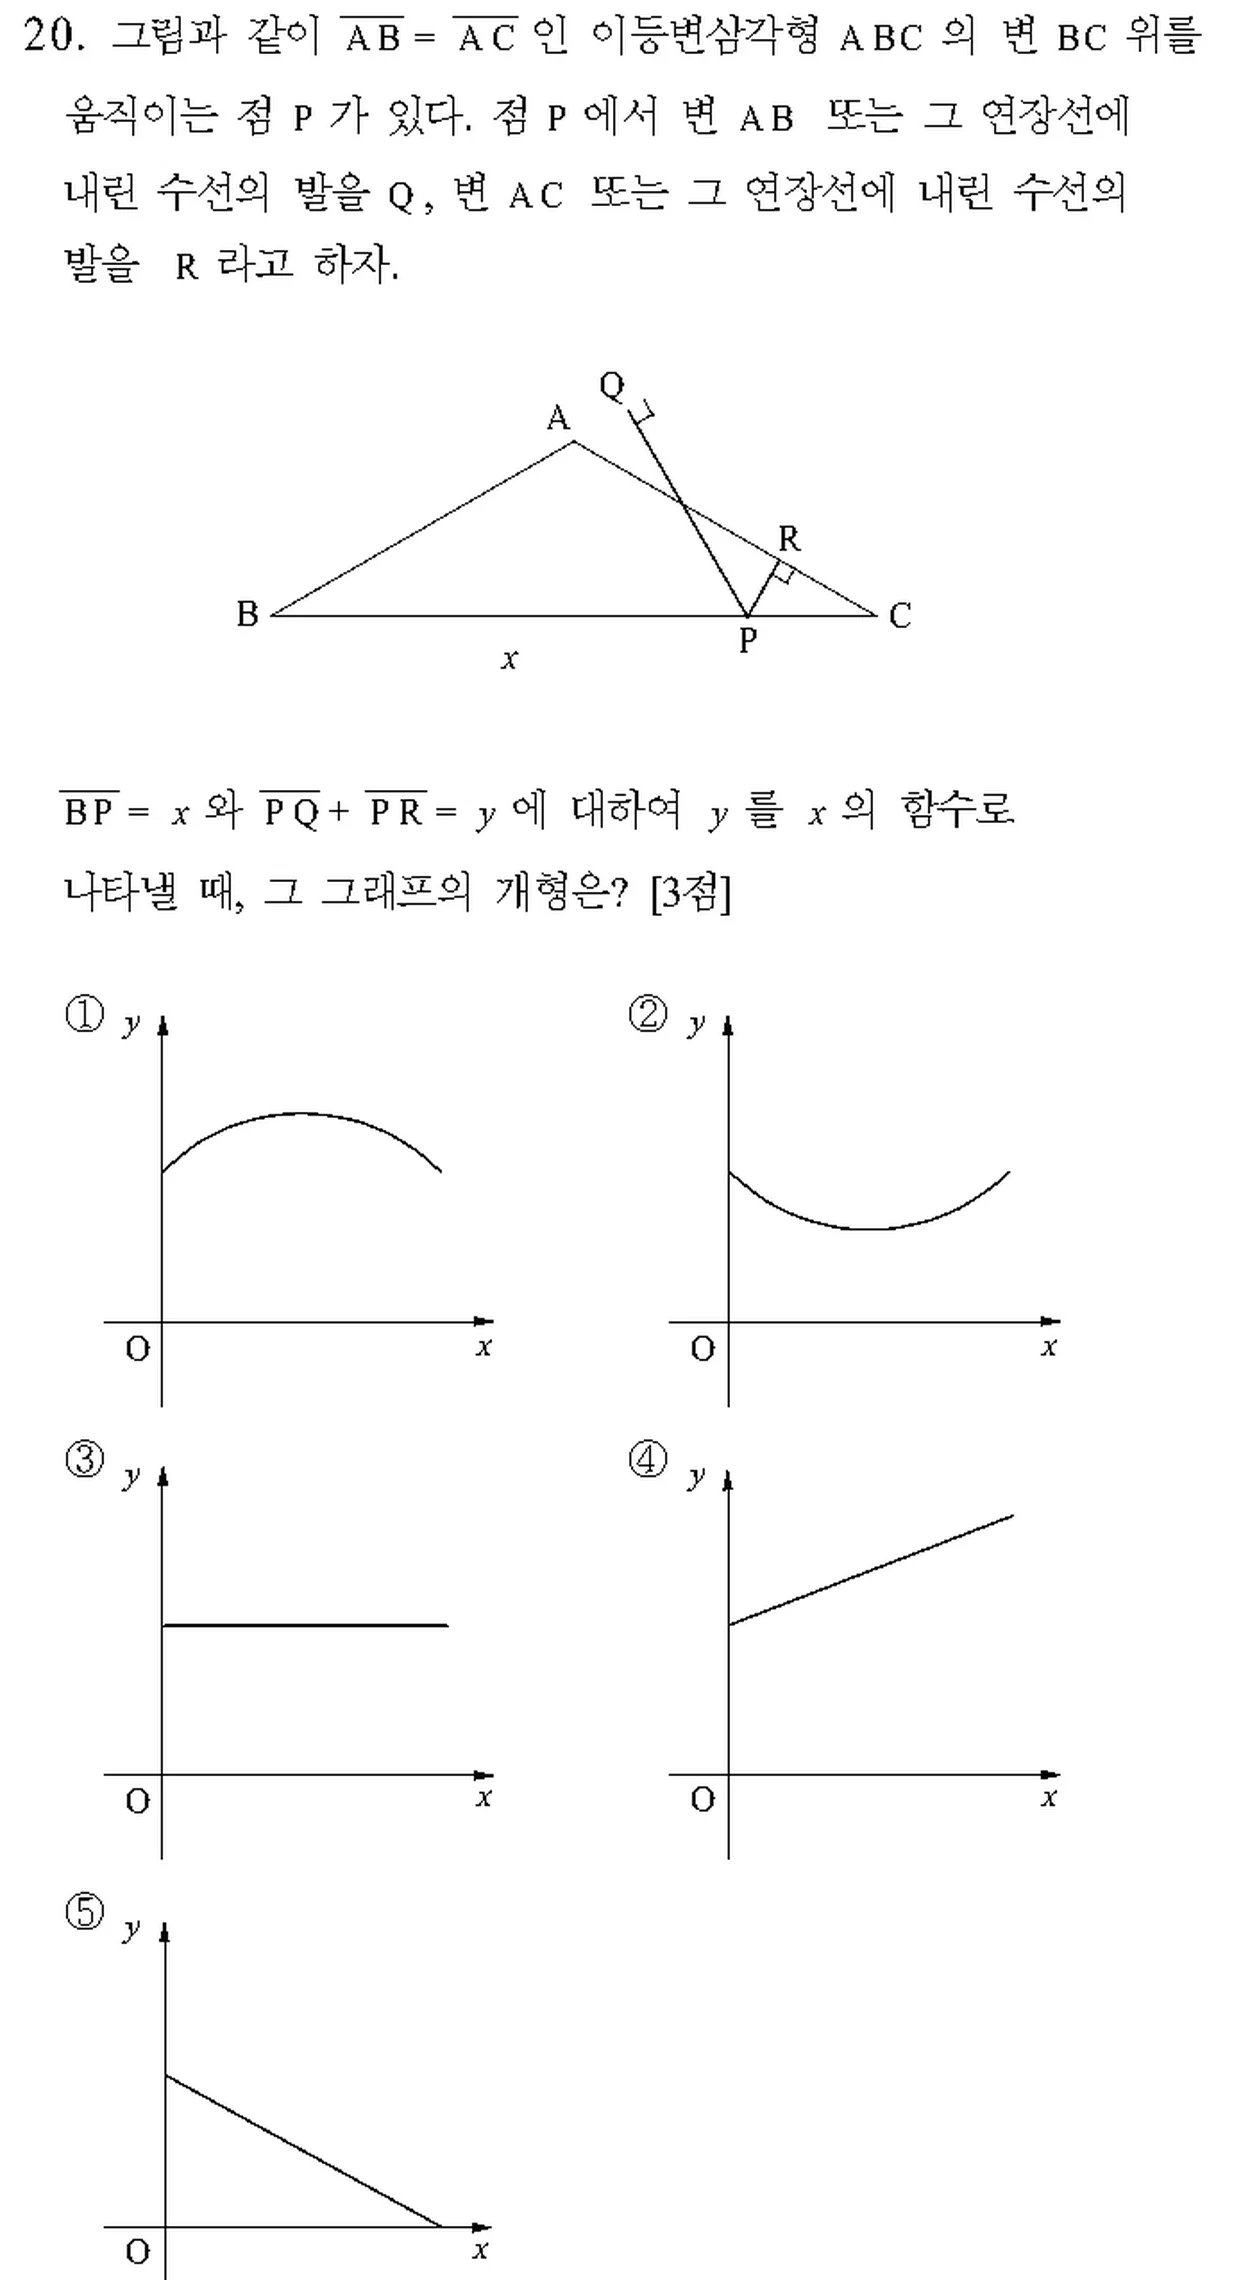 20. 그림과 같이 AB = AC 인 이등변삼각형 ABC 의 변 BC 위를
움직이는 점 P 가 있다. 점 P 에서 변 AB 또는 그 연장선에
내린 수선의 발을 Q, 변 AC 또는 그 연장선에 내린 수선의
발을 R 라고 하자.
Q
A
R
B
C
P
x
BP = x 와 PQ + PR = y 에 대하여 y 를 x 의 함수로
나타낼 때, 그 그래프의 개형은? [3점]
① y
O x
② y
O x
③ y
O x
④ y
O x
⑤ y
O x